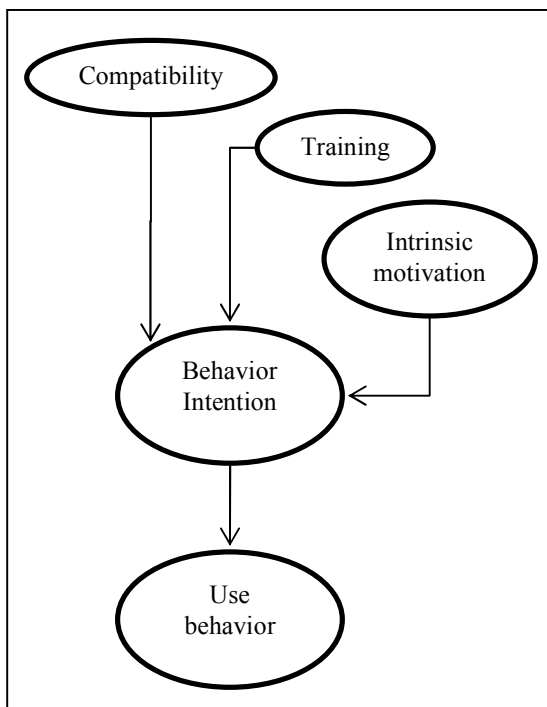 Compatibility
Training
Intrinsic
motivation
Behavior
Intention
Use
behavior